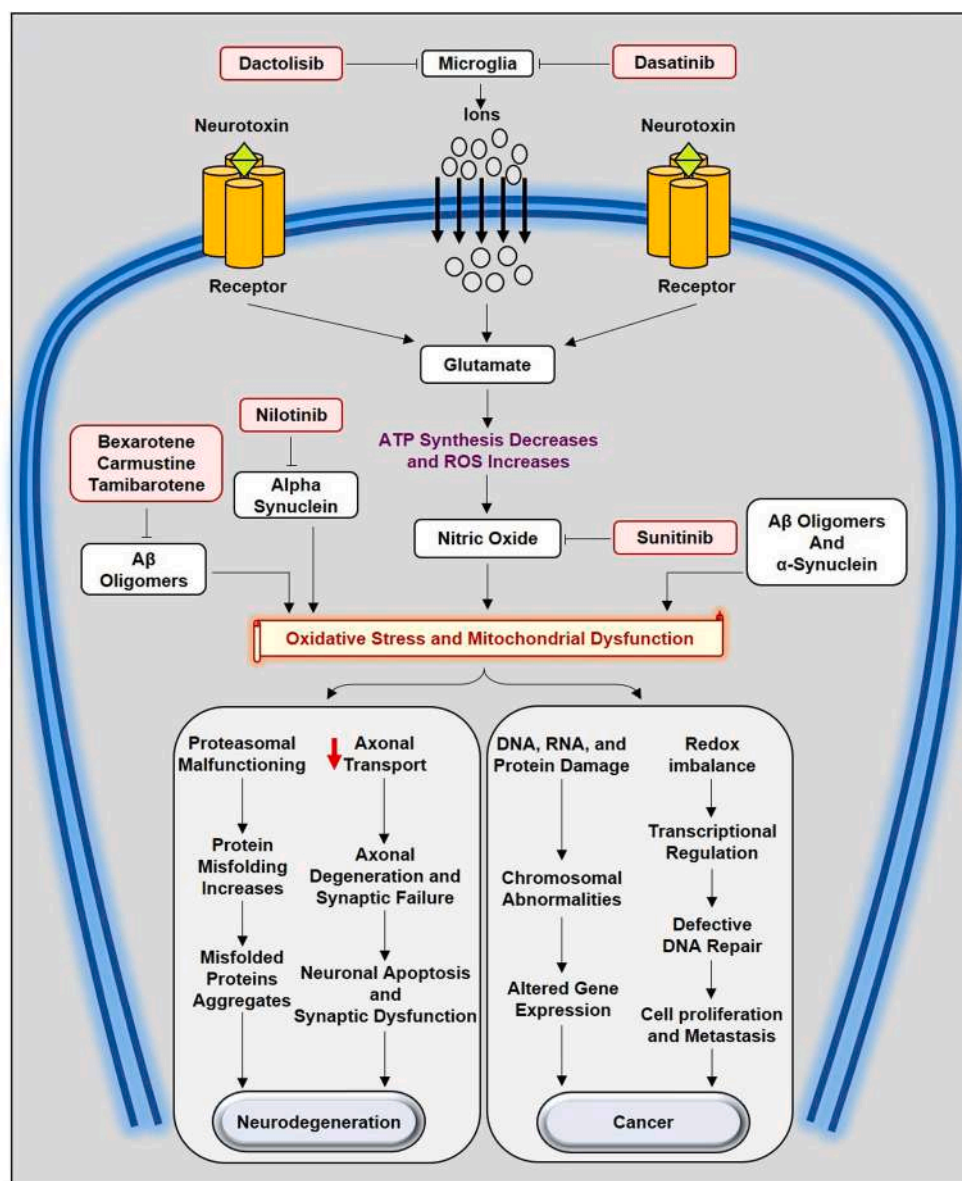 Dactolisib
Microglia
Dasatinib
Ions
Neurotoxin
Neurotoxin
Receptor
Receptor
Glutamate
Nilotinib
ATP Synthesis Decreases
and ROS Increases
Bexarotene
Carmustine
Tamibarotene
Alpha
Synuclein
Aβ
Oligomers
Nitric Oxide
Sunitinib
Aβ Oligomers
And
α-Synuclein
Oxidative Stress and Mitochondrial Dysfunction
Proteasomal
Malfunctioning
Protein
Misfolding
Increases
Misfolded
Proteins
Aggregates
Axonal
Transport
Axonal
Degeneration and
Synaptic Failure
Neuronal Apoptosis
and
Synaptic Dysfunction
Neurodegeneration
DNA, RNA, and
Protein Damage
Chromosomal
Abnormalities
Altered Gene
Expression
Redox
imbalance
Transcriptional
Regulation
Defective
DNA Repair
Cell proliferation
and Metastasis
Cancer